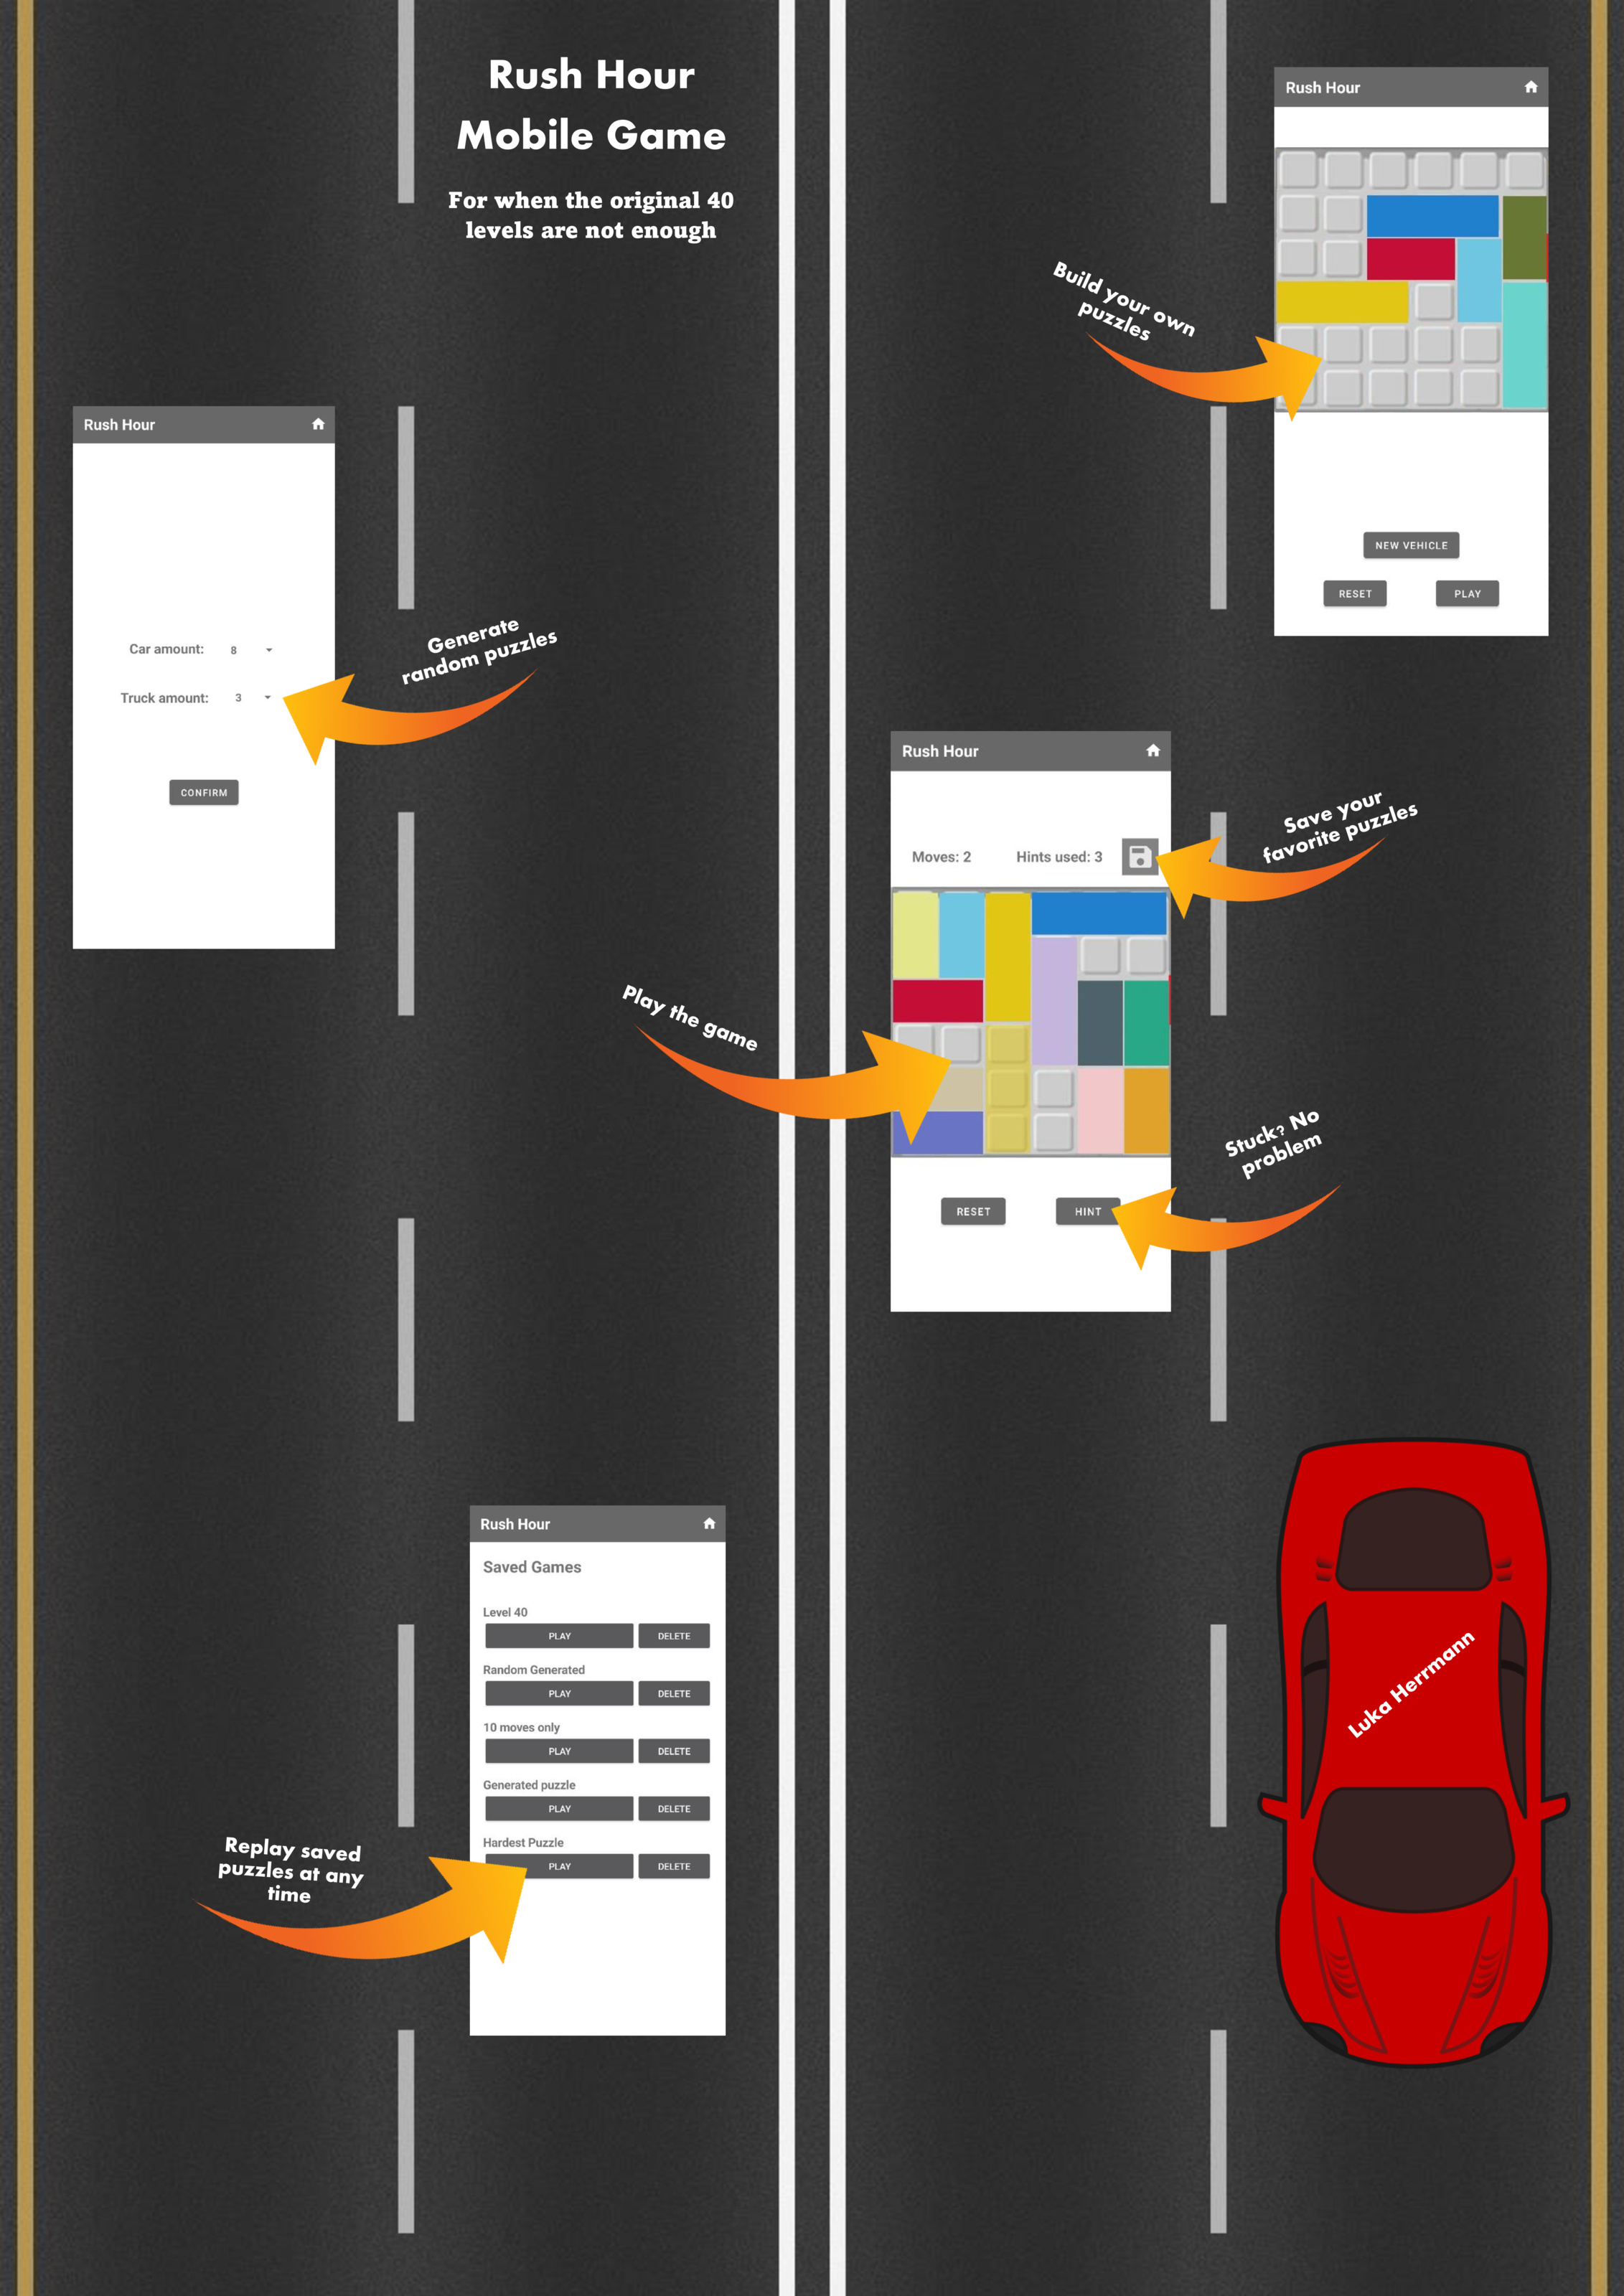 Rush Hour
Mobile Game
For when the original 40
levels are not enough
Rush Hour
Build your own
puzzles
NEW VEHICLE
RESET
PLAY
Rush Hour
Car amount:
8
Truck amount:
3
CONFIRM
Generate
random puzzles
Rush Hour
Moves: 2
Hints used: 3
Save your
favorite puzzles
Play the game
Stuck? No
problem
RESET
HINT
Rush Hour
Saved Games
Level 40
PLAY
DELETE
Random Generated
PLAY
DELETE
10 moves only
PLAY
DELETE
Generated puzzle
PLAY
DELETE
Hardest Puzzle
PLAY
DELETE
Replay saved
puzzles at any
time
Luka Herrmann